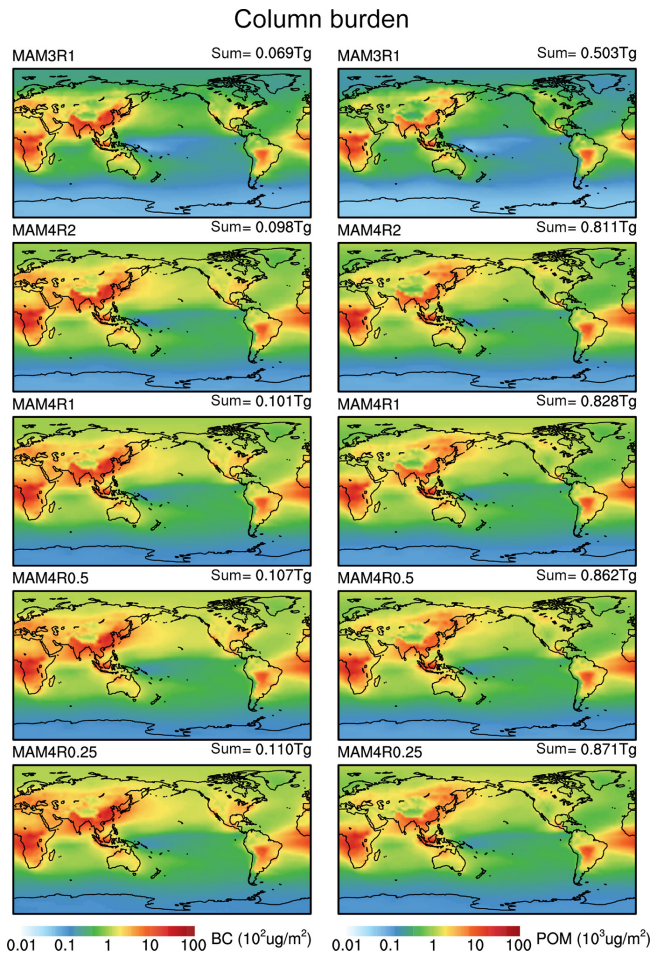 Column burden
MAM3R1 Sum= 0.069Tg MAM3R1 Sum= 0.503Tg
MAM4R2 Sum= 0.098Tg MAM4R2 Sum= 0.811Tg
MAM4R1 Sum= 0.101Tg MAM4R1 Sum= 0.828Tg
MAM4R0.5 Sum= 0.107Tg MAM4R0.5 Sum= 0.862Tg
MAM4R0.25 Sum= 0.110Tg MAM4R0.25 Sum= 0.871Tg
BC (10²ug/m²) POM (10³ug/m²)
0.01 0.1 1 10 100 0.01 0.1 1 10 100